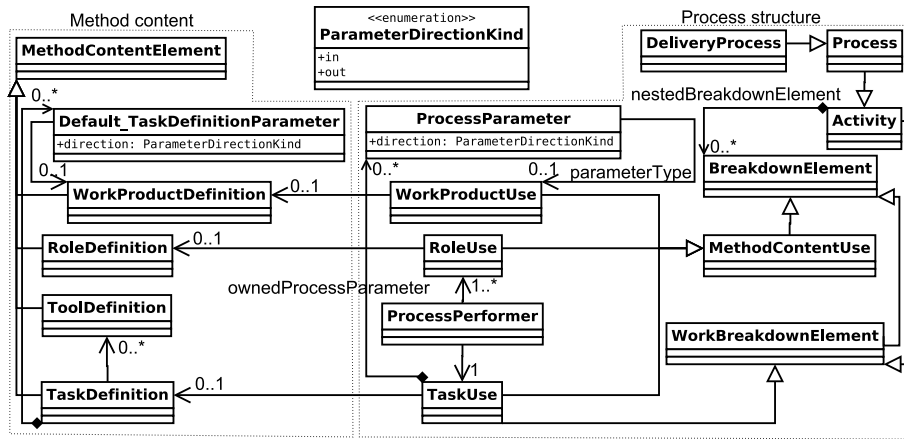 Method content
<<enumeration>>
ParameterDirectionKind
+in
+out
Process structure
MethodContentElement
DeliveryProcess
Process
0..*
nestedBreakdownElement
Default_TaskDefinitionParameter
+direction: ParameterDirectionKind
ProcessParameter
+direction: ParameterDirectionKind
Activity
0..*
0..*
0..1
0..1
parameterType
BreakdownElement
WorkProductDefinition
0..1
WorkProductUse
RoleDefinition
0..1
RoleUse
MethodContentUse
ownedProcessParameter
1..*
ToolDefinition
ProcessPerformer
WorkBreakdownElement
0..*
1
TaskDefinition
0..1
TaskUse